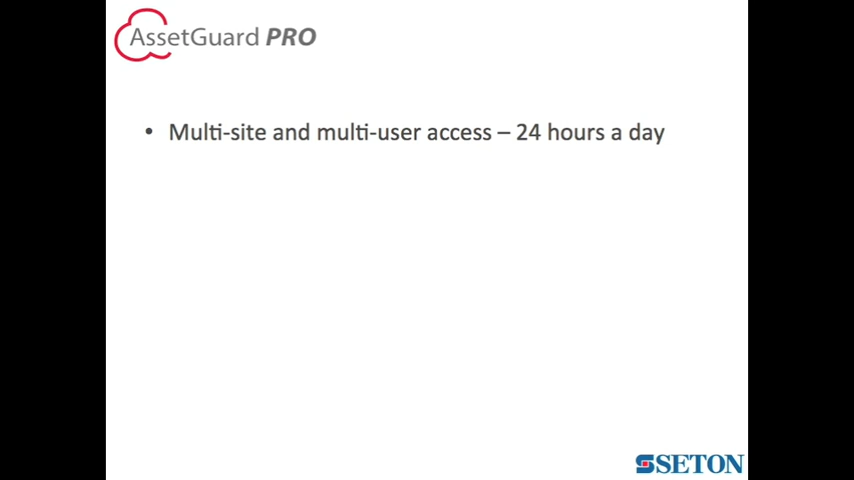 AssetGuard PRO
• Multi-site and multi-user access – 24 hours a day
SETON